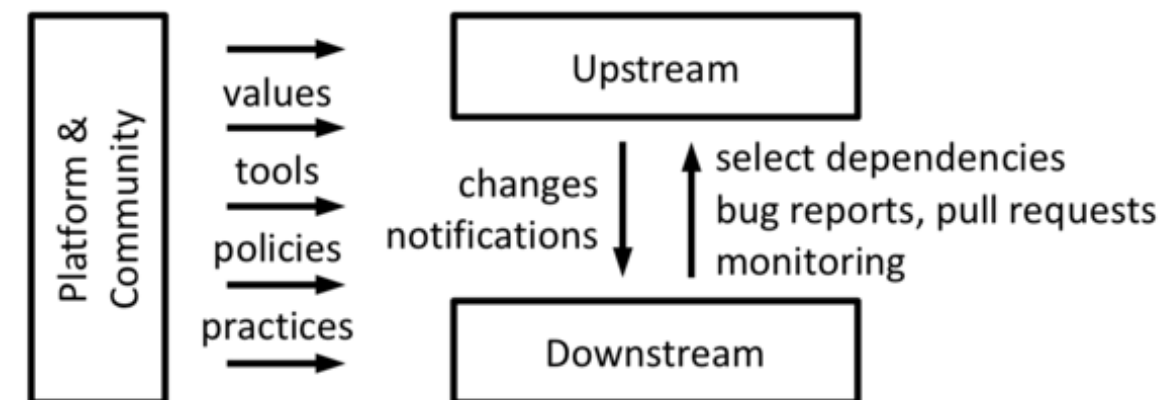 Platform &
Community
values
tools
policies
practices
Upstream
changes
notifications
select dependencies
bug reports, pull requests
monitoring
Downstream